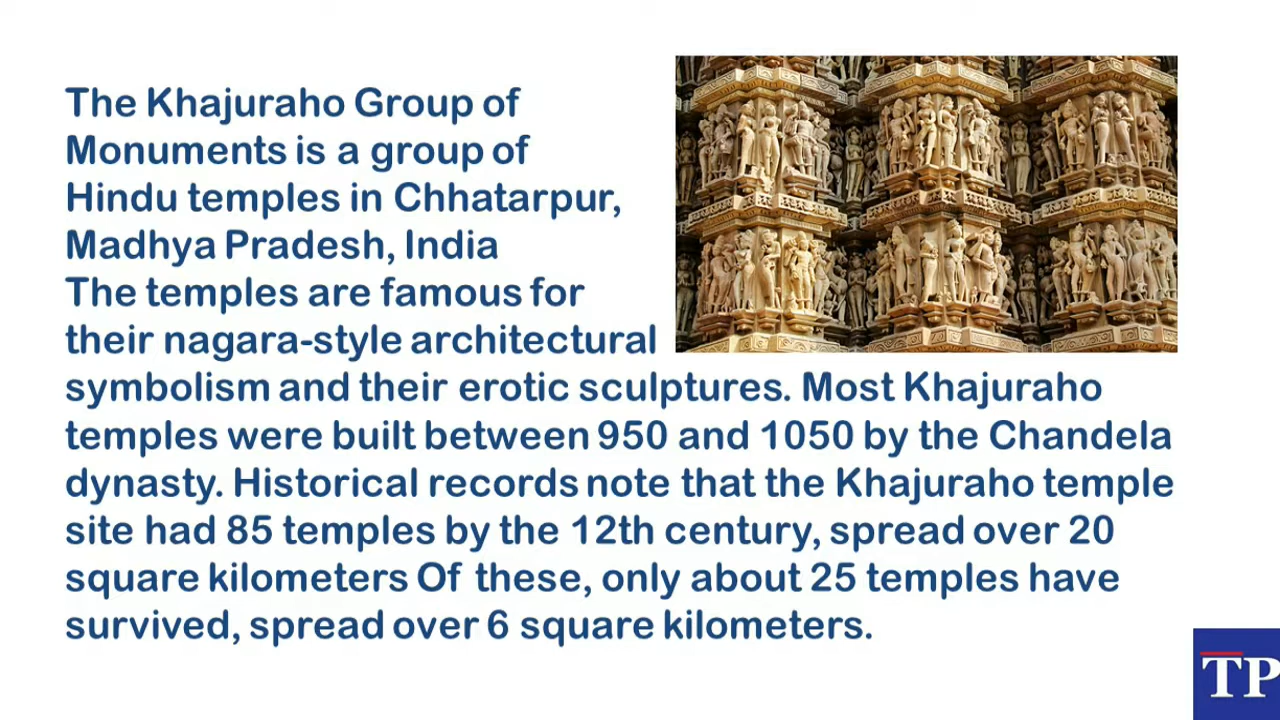 The Khajuraho Group of
Monuments is a group of
Hindu temples in Chhatarpur,
Madhya Pradesh, India
The temples are famous for
their nagara-style architectural
symbolism and their erotic sculptures. Most Khajuraho
temples were built between 950 and 1050 by the Chandela
dynasty. Historical records note that the Khajuraho temple
site had 85 temples by the 12th century, spread over 20
square kilometers Of these, only about 25 temples have
survived, spread over 6 square kilometers.
TP